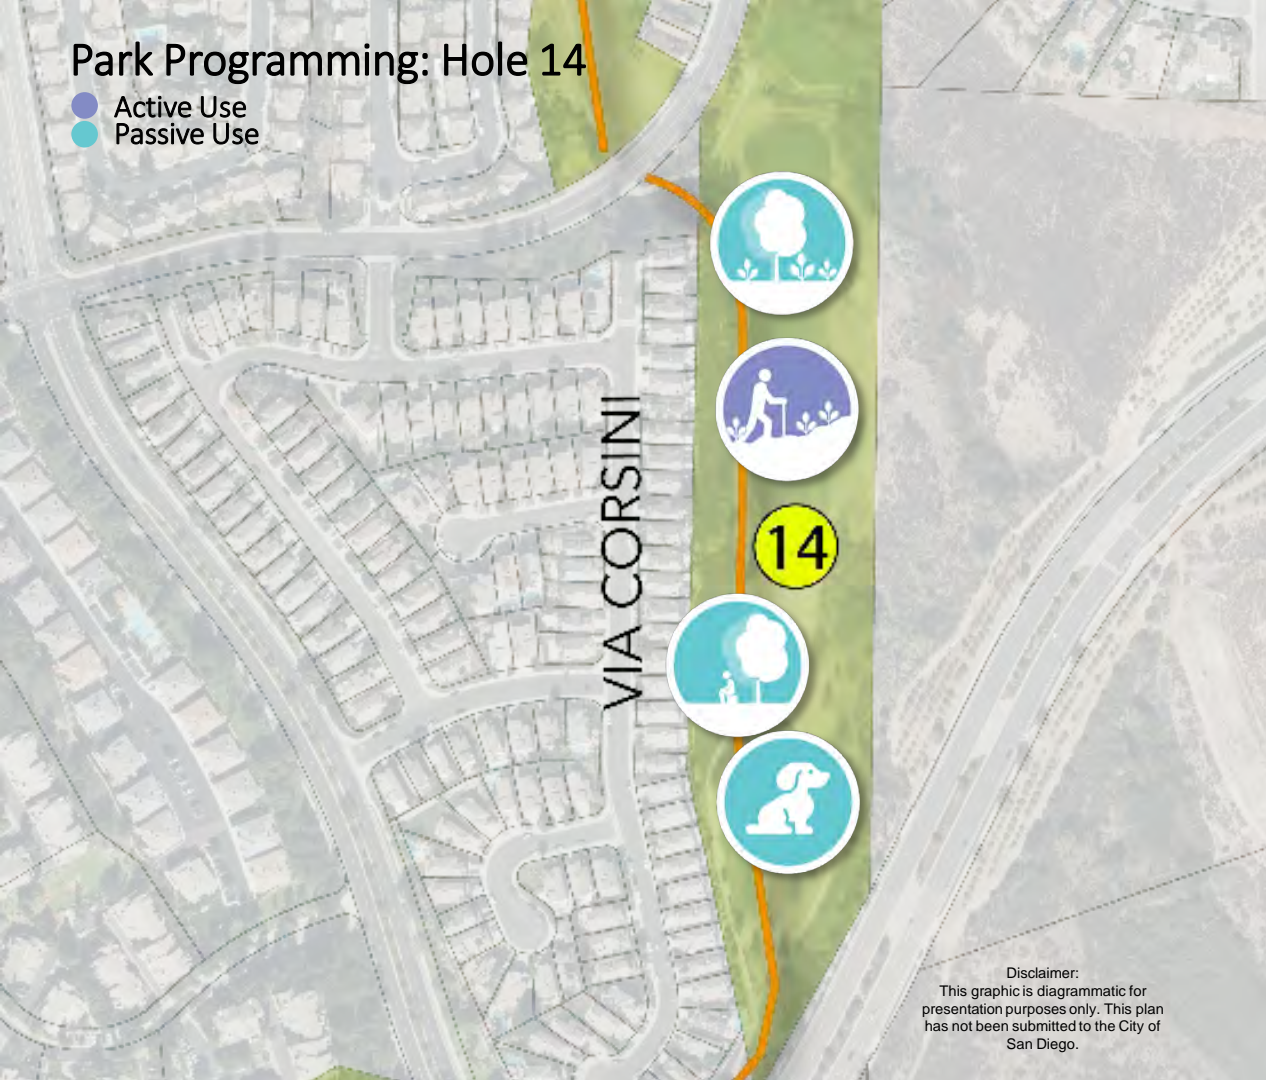 Park Programming: Hole 14
Active Use
Passive Use
VIA CORSINI
14
Disclaimer:
This graphic is diagrammatic for
presentation purposes only. This plan
has not been submitted to the City of
San Diego.